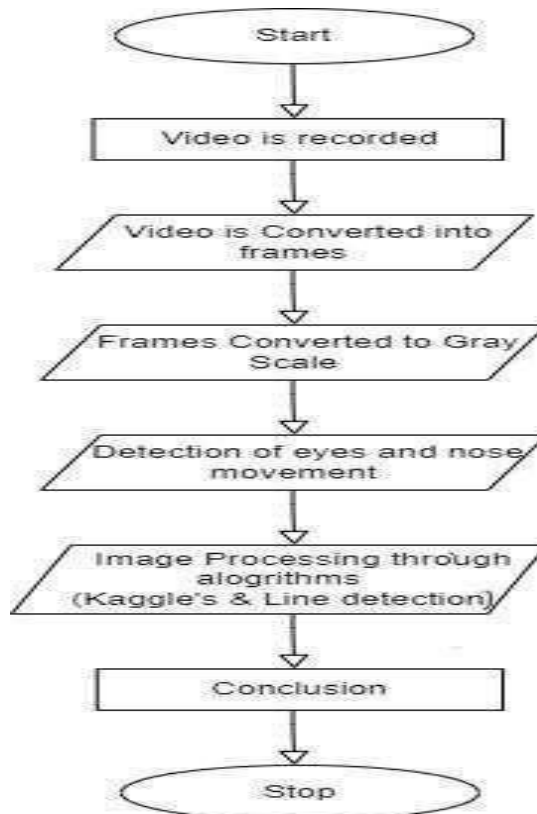 Start
Video is recorded
Video is Converted into
frames
Frames Converted to Gray
Scale
Detection of eyes and nose
movement
Image Processing through
alogrithms
(Kaggle's & Line detection)
Conclusion
Stop